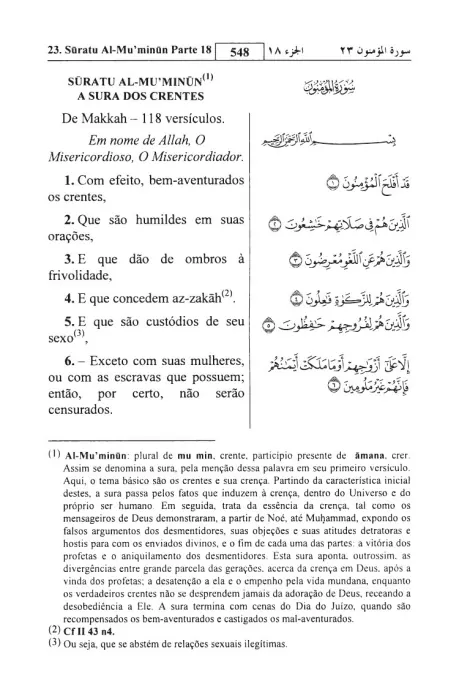 23. Sūratu Al-Mu’minūn Parte 18 548 الجزء ١٨ سورة المؤمنون ٢٣
SŪRATU AL-MU’MINŪN(1)
A SURA DOS CRENTES
De Makkah – 118 versículos.
Em nome de Allah, O
Misericordioso, O Misericordiador.
1. Com efeito, bem-aventurados
os crentes,
2. Que são humildes em suas
orações,
3. E que dão de ombros à
frivolidade,
4. E que concedem az-zakāh(2).
5. E que são custódios de seu
sexo(3),
6. – Exceto com suas mulheres,
ou com as escravas que possuem;
então, por certo, não serão
censurados.
سُورَةُ المُؤْمِنُونَ
بِسْمِ اللَّهِ الرَّحْمَٰنِ الرَّحِيمِ
قَدْ أَفْلَحَ ٱلْمُؤْمِنُونَ ١
ٱلَّذِينَ هُمْ فِي صَلَاتِهِمْ خَٰشِعُونَ ٢
وَٱلَّذِينَ هُمْ عَنِ ٱللَّغْوِ مُعْرِضُونَ ٣
وَٱلَّذِينَ هُمْ لِلزَّكَوٰةِ فَٰعِلُونَ ٤
وَٱلَّذِينَ هُمْ لِفُرُوجِهِمْ حَٰفِظُونَ ٥
إِلَّا عَلَىٰٓ أَزْوَٰجِهِمْ أَوْ مَا مَلَكَتْ أَيْمَٰنُهُمْ
فَإِنَّهُمْ غَيْرُ مَلُومِينَ ٦
(1) Al-Mu’minūn: plural de mu min, crente, particípio presente de āmana, crer.
Assim se denomina a sura, pela menção dessa palavra em seu primeiro versículo.
Aqui, o tema básico são os crentes e sua crença. Partindo da característica inicial
destes, a sura passa pelos fatos que induzem à crença, dentro do Universo e do
próprio ser humano. Em seguida, trata da essência da crença, tal como os
mensageiros de Deus demonstraram, a partir de Noé, até Muḥammad, expondo os
falsos argumentos dos desmentidores, suas objeções e suas atitudes detratoras e
hostis para com os enviados divinos, e o fim de cada uma das partes: a vitória dos
profetas e o aniquilamento dos desmentidores. Esta sura aponta, outrossim, as
divergências entre grande parcela das gerações, acerca da crença em Deus, após a
vinda dos profetas; a desatenção a ela e o empenho pela vida mundana, enquanto
os verdadeiros crentes não se desprendem jamais da adoração de Deus, receando a
desobediência a Ele. A sura termina com cenas do Dia do Juízo, quando são
recompensados os bem-aventurados e castigados os mal-aventurados.
(2) Cf II 43 n4.
(3) Ou seja, que se abstém de relações sexuais ilegítimas.